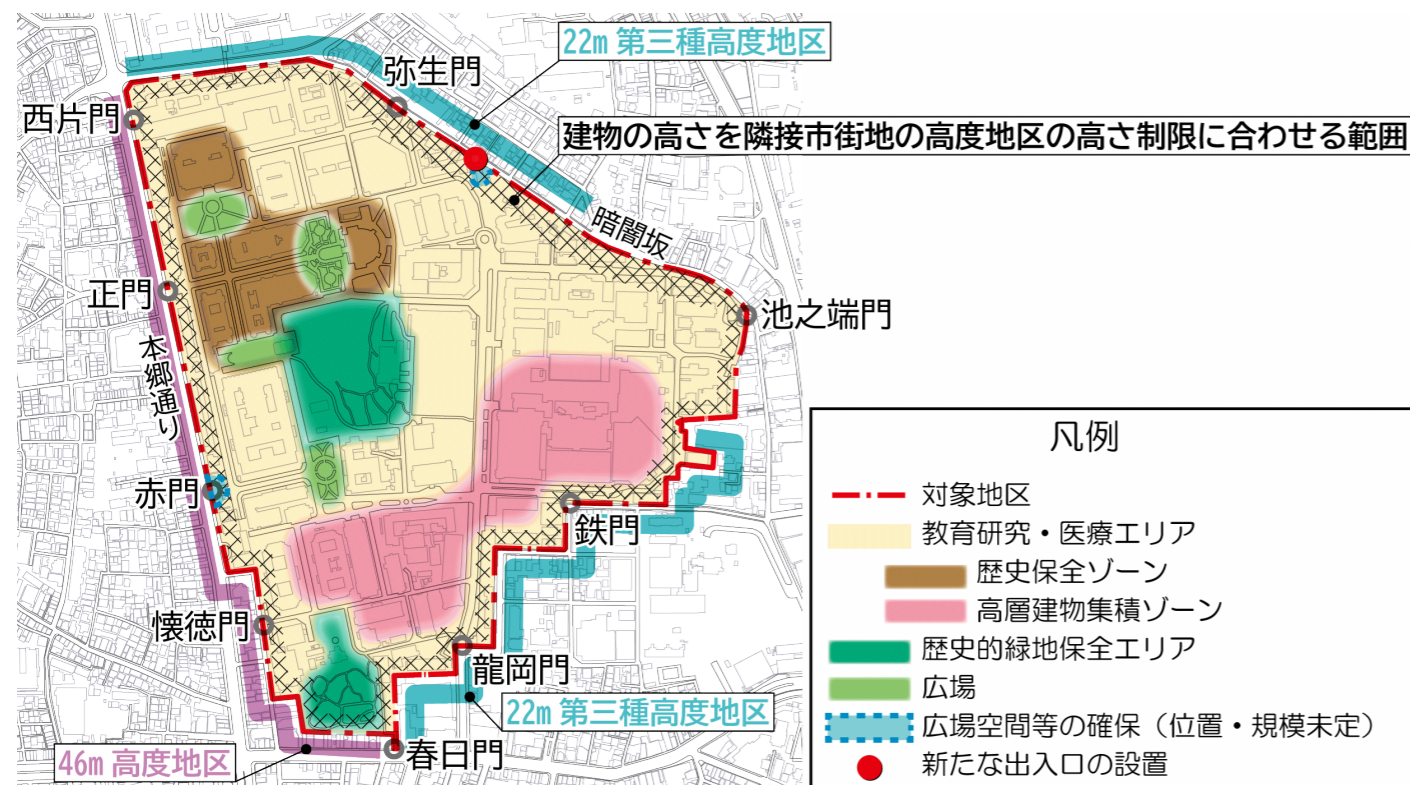 22m 第三種高度地区
弥生門
西片門
建物の高さを隣接市街地の高度地区の高さ制限に合わせる範囲
暗闇坂
正門
池之端門
本郷通り
赤門
鉄門
懐徳門
龍岡門
22m 第三種高度地区
46m 高度地区
春日門
凡例
対象地区
教育研究・医療エリア
歴史保全ゾーン
高層建物集積ゾーン
歴史的緑地保全エリア
広場
広場空間等の確保（位置・規模未定）
新たな出入口の設置